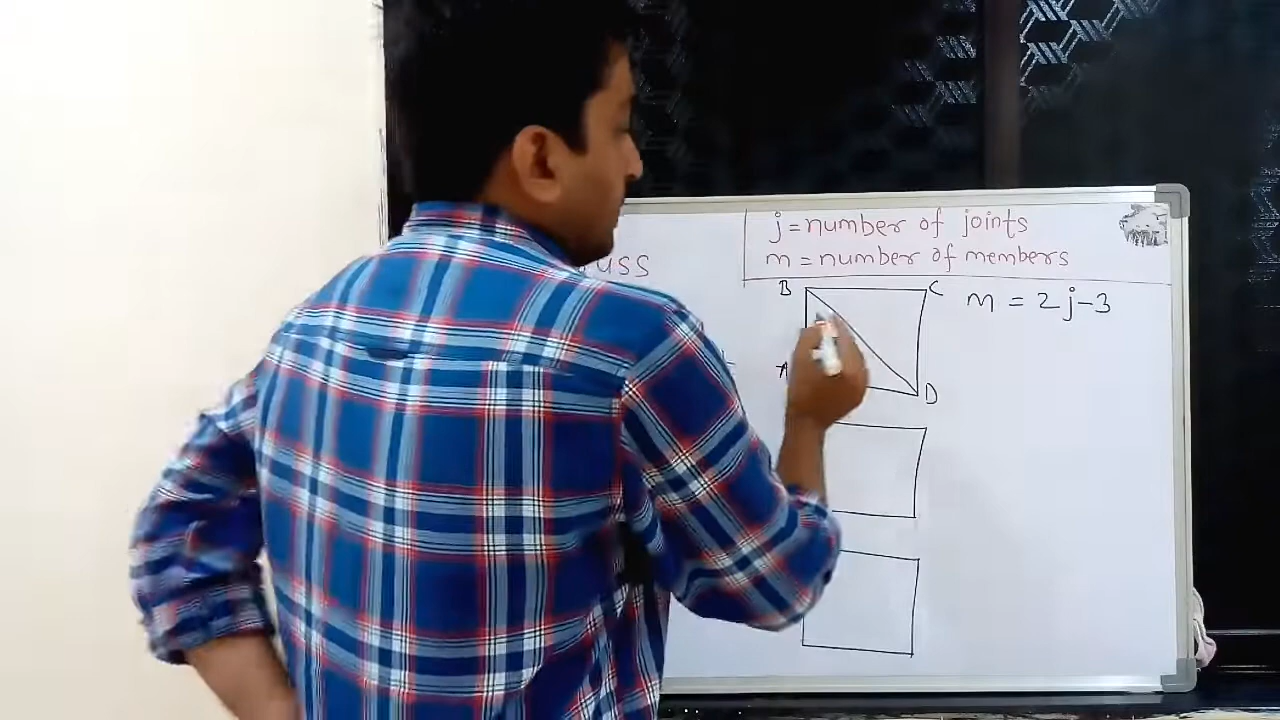 j = number of joints
m = number of members
B C m = 2j-3
A D